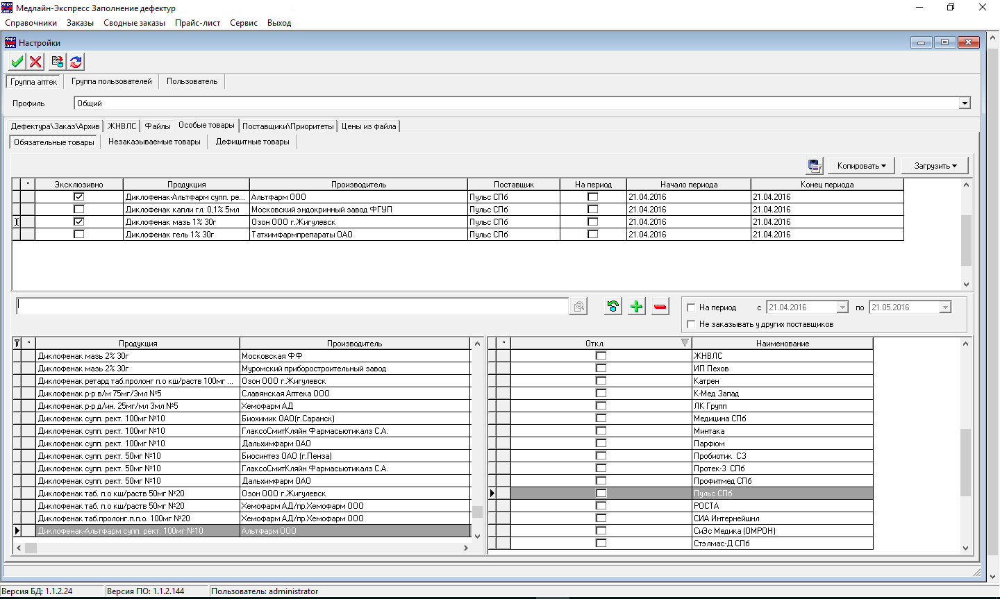 Медлайн-Экспресс Заполнение дефектур
Справочники Заказы Сводные заказы Прайс-лист Сервис Выход
Настройки
Группа аптек Группа пользователей Пользователь
Профиль Общий
Дефектура\Заказ\Архив ЖНВЛС Файлы Особые товары Поставщики\Приоритеты Цены из файла
Обязательные товары Незаказываемые товары Дефицитные товары
Копировать Загрузить
* Эксклюзивно Продукция Производитель Поставщик На период Начало периода Конец периода
Диклофенак-Альтфарм супп. ре... Альтфарм ООО Пульс СПб 21.04.2016 21.04.2016
Диклофенак капли гл. 0,1% 5мл Московский эндокринный завод ФГУП Пульс СПб 21.04.2016 21.04.2016
Диклофенак мазь 1% 30г Озон ООО г.Жигулевск Пульс СПб 21.04.2016 21.04.2016
Диклофенак гель 1% 30г Татхимфармпрепараты ОАО Пульс СПб 21.04.2016 21.04.2016
На период с 21.04.2016 по 21.05.2016
Не заказывать у других поставщиков
* Продукция Производитель
Диклофенак мазь 2% 30г Московская ФФ
Диклофенак мазь 2% 30г Муромский приборостроительный завод
Диклофенак ретард таб.пролонг п.о кш/раств 100мг ... Озон ООО г.Жигулевск
Диклофенак р-р в/м 75мг/3мл №5 Славянская Аптека ООО
Диклофенак р-р д/ин. 25мг/мл 3мл №5 Хемофарм АД
Диклофенак супп. рект. 100мг №10 Биохимик ОАО(г.Саранск)
Диклофенак супп. рект. 100мг №10 ГлаксоСмитКляйн Фармасьютикалз С.А.
Диклофенак супп. рект. 100мг №10 Дальхимфарм ОАО
Диклофенак супп. рект. 50мг №10 Биосинтез ОАО (г.Пенза)
Диклофенак супп. рект. 50мг №10 ГлаксоСмитКляйн Фармасьютикалз С.А.
Диклофенак супп. рект. 50мг №10 Дальхимфарм ОАО
Диклофенак таб. п.о кш/раств 50мг №20 Озон ООО г.Жигулевск
Диклофенак таб. п.о кш/раств 50мг №20 Хемофарм АД/пр.Хемофарм ООО
Диклофенак таб.пролонг.п.п.о. 100мг №20 Хемофарм АД/пр.Хемофарм ООО
Диклофенак-Альтфарм супп. рект. 100мг №10 Альтфарм ООО
* Откл. Наименование
ЖНВЛС
ИП Пехов
Катрен
К-Мед Запад
ЛК Групп
Медицина СПб
Минтака
Парфюм
Пробиотик СЗ
Протек-3 СПб
Профитмед СПб
Пульс СПб
РОСТА
СИА Интернейшнл
СиЭс Медика (ОМРОН)
Стэлмас-Д СПб
Версия БД: 1.1.2.24 Версия ПО: 1.1.2.144 Пользователь: administrator